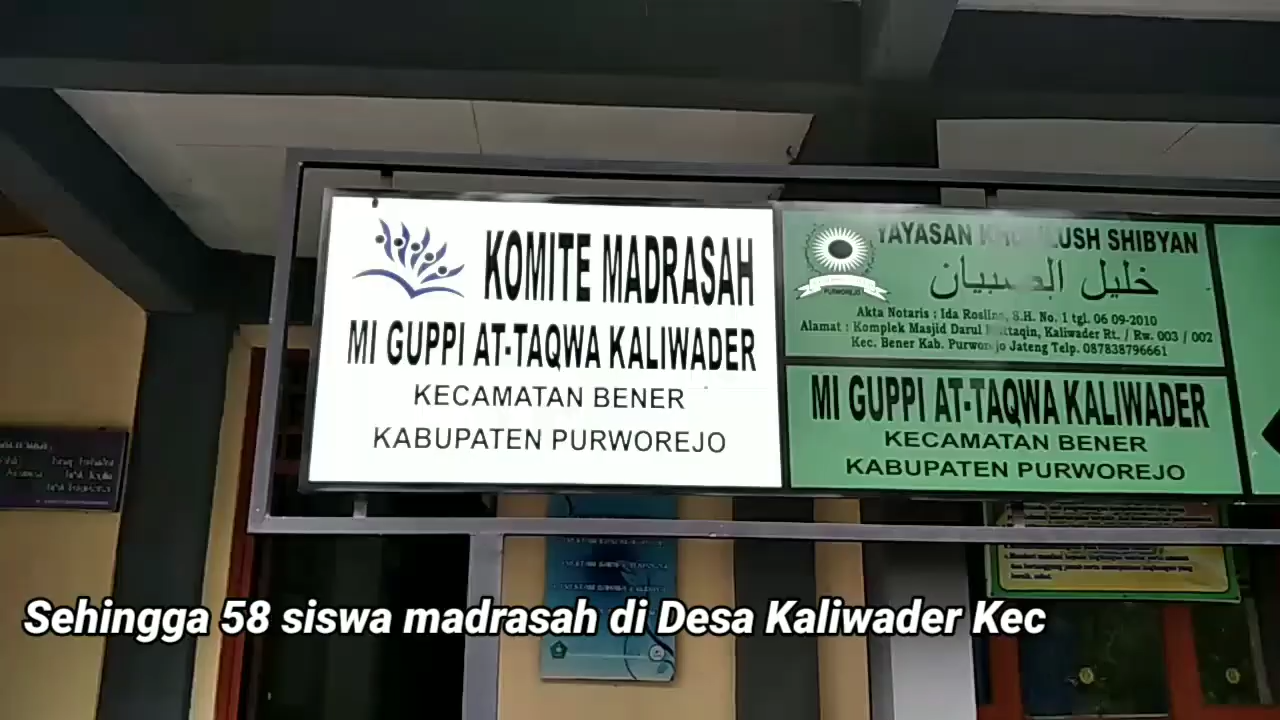 KOMITE MADRASAH
MI GUPPI AT-TAQWA KALIWADER
KECAMATAN BENER
KABUPATEN PURWOREJO
YAYASAN SHIBYAN
خليل الصبيان
PURWOREJO
Akta Notaris : Ida S.H. No. 1 tgl. 06 09-2010
Alamat : Komplek Masjid Darul Kaliwader Rt. / Rw. 003 / 002
Kec. Bener Kab. Jateng Telp. 087838796661
MI GUPPI AT-TAQWA KALIWADER
KECAMATAN BENER
KABUPATEN PURWOREJO
Sehingga 58 siswa madrasah di Desa Kaliwader Kec